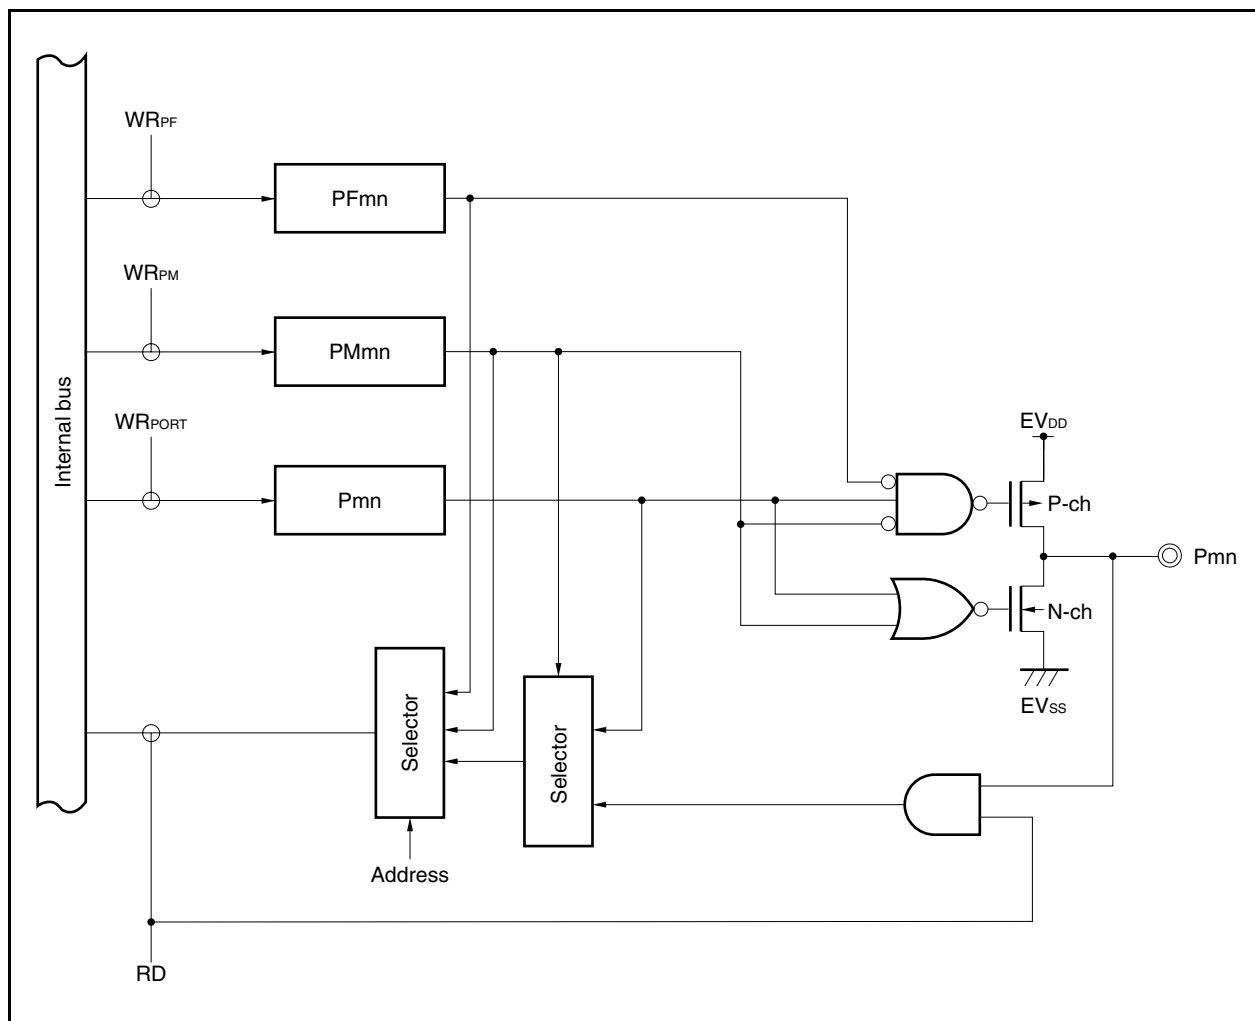 WRPF
PFmn
WRPM
PMmn
Internal bus
WRPORT
Pmn
EVDD
P-ch
Pmn
N-ch
EVSS
Selector
Selector
Address
RD